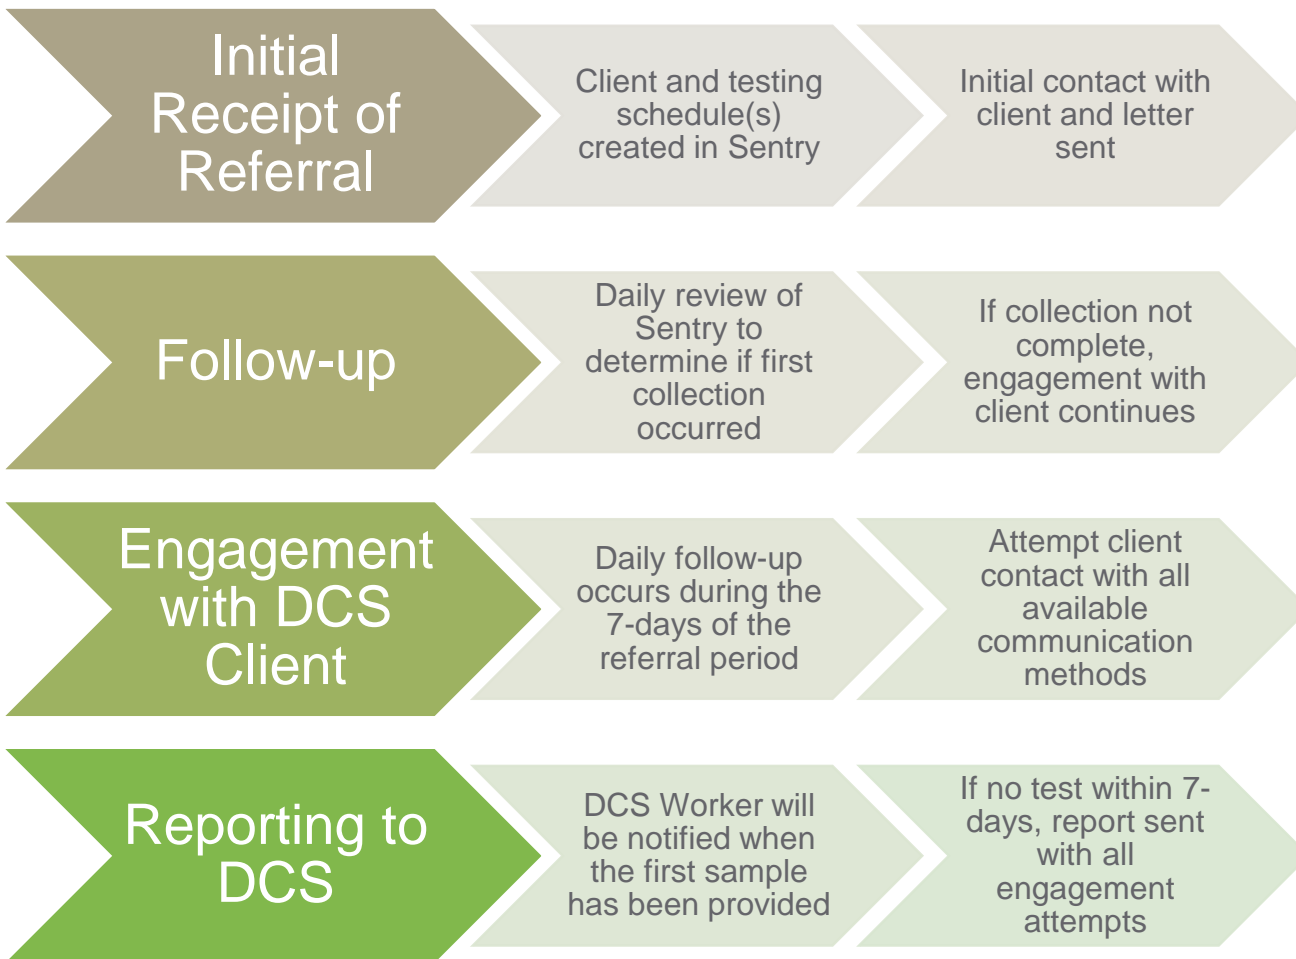 Initial
Receipt of
Referral
Client and testing
schedule(s)
created in Sentry
Initial contact with
client and letter
sent
Follow-up
Daily review of
Sentry to
determine if first
collection
occurred
If collection not
complete,
engagement with
client continues
Engagement
with DCS
Client
Daily follow-up
occurs during the
7-days of the
referral period
Attempt client
contact with all
available
communication
methods
Reporting to
DCS
DCS Worker will
be notified when
the first sample
has been provided
If no test within 7-
days, report sent
with all
engagement
attempts